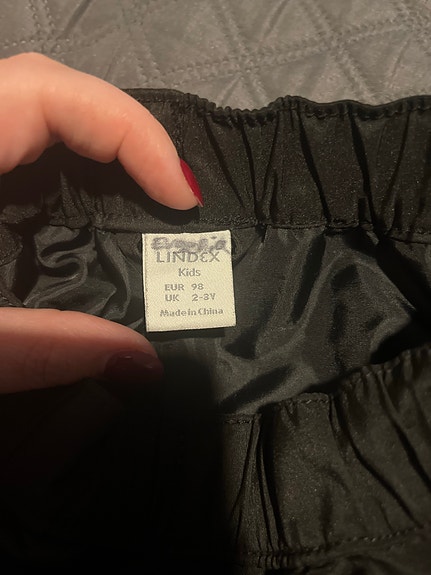 LINDEX
Kids
EUR 98
UK 2-3Y
Made in China